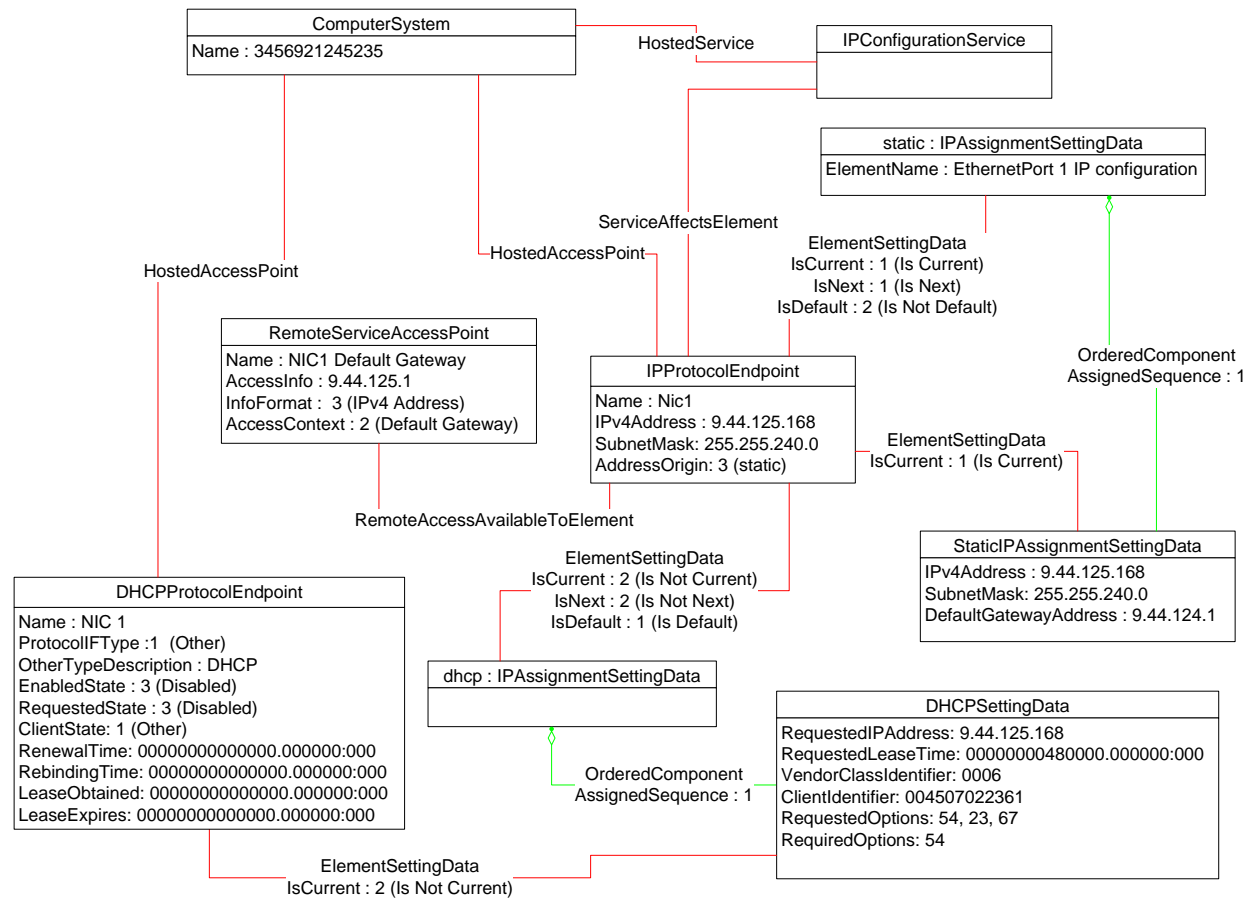 ComputerSystem
Name : 3456921245235
HostedService
IPConfigurationService
static : IPAssignmentSettingData
ElementName : EthernetPort 1 IP configuration
ServiceAffectsElement
HostedAccessPoint
HostedAccessPoint
ElementSettingData
IsCurrent : 1 (Is Current)
IsNext : 1 (Is Next)
IsDefault : 2 (Is Not Default)
OrderedComponent
AssignedSequence : 1
RemoteServiceAccessPoint
Name : NIC1 Default Gateway
AccessInfo : 9.44.125.1
InfoFormat :  3 (IPv4 Address)
AccessContext : 2 (Default Gateway)
IPProtocolEndpoint
Name : Nic1
IPv4Address : 9.44.125.168
SubnetMask: 255.255.240.0
AddressOrigin: 3 (static)
ElementSettingData
IsCurrent : 1 (Is Current)
RemoteAccessAvailableToElement
StaticIPAssignmentSettingData
IPv4Address : 9.44.125.168
SubnetMask: 255.255.240.0
DefaultGatewayAddress : 9.44.124.1
ElementSettingData
IsCurrent : 2 (Is Not Current)
IsNext : 2 (Is Not Next)
IsDefault : 1 (Is Default)
DHCPProtocolEndpoint
Name : NIC 1
ProtocolIFType :1  (Other)
OtherTypeDescription : DHCP
EnabledState : 3 (Disabled)
RequestedState : 3 (Disabled)
ClientState: 1 (Other)
RenewalTime: 00000000000000.000000:000
RebindingTime: 00000000000000.000000:000
LeaseObtained: 00000000000000.000000:000
LeaseExpires: 00000000000000.000000:000
dhcp : IPAssignmentSettingData
OrderedComponent
AssignedSequence : 1
DHCPSettingData
RequestedIPAddress: 9.44.125.168
RequestedLeaseTime: 00000000480000.000000:000
VendorClassIdentifier: 0006
ClientIdentifier: 004507022361
RequestedOptions: 54, 23, 67
RequiredOptions: 54
ElementSettingData
IsCurrent : 2 (Is Not Current)